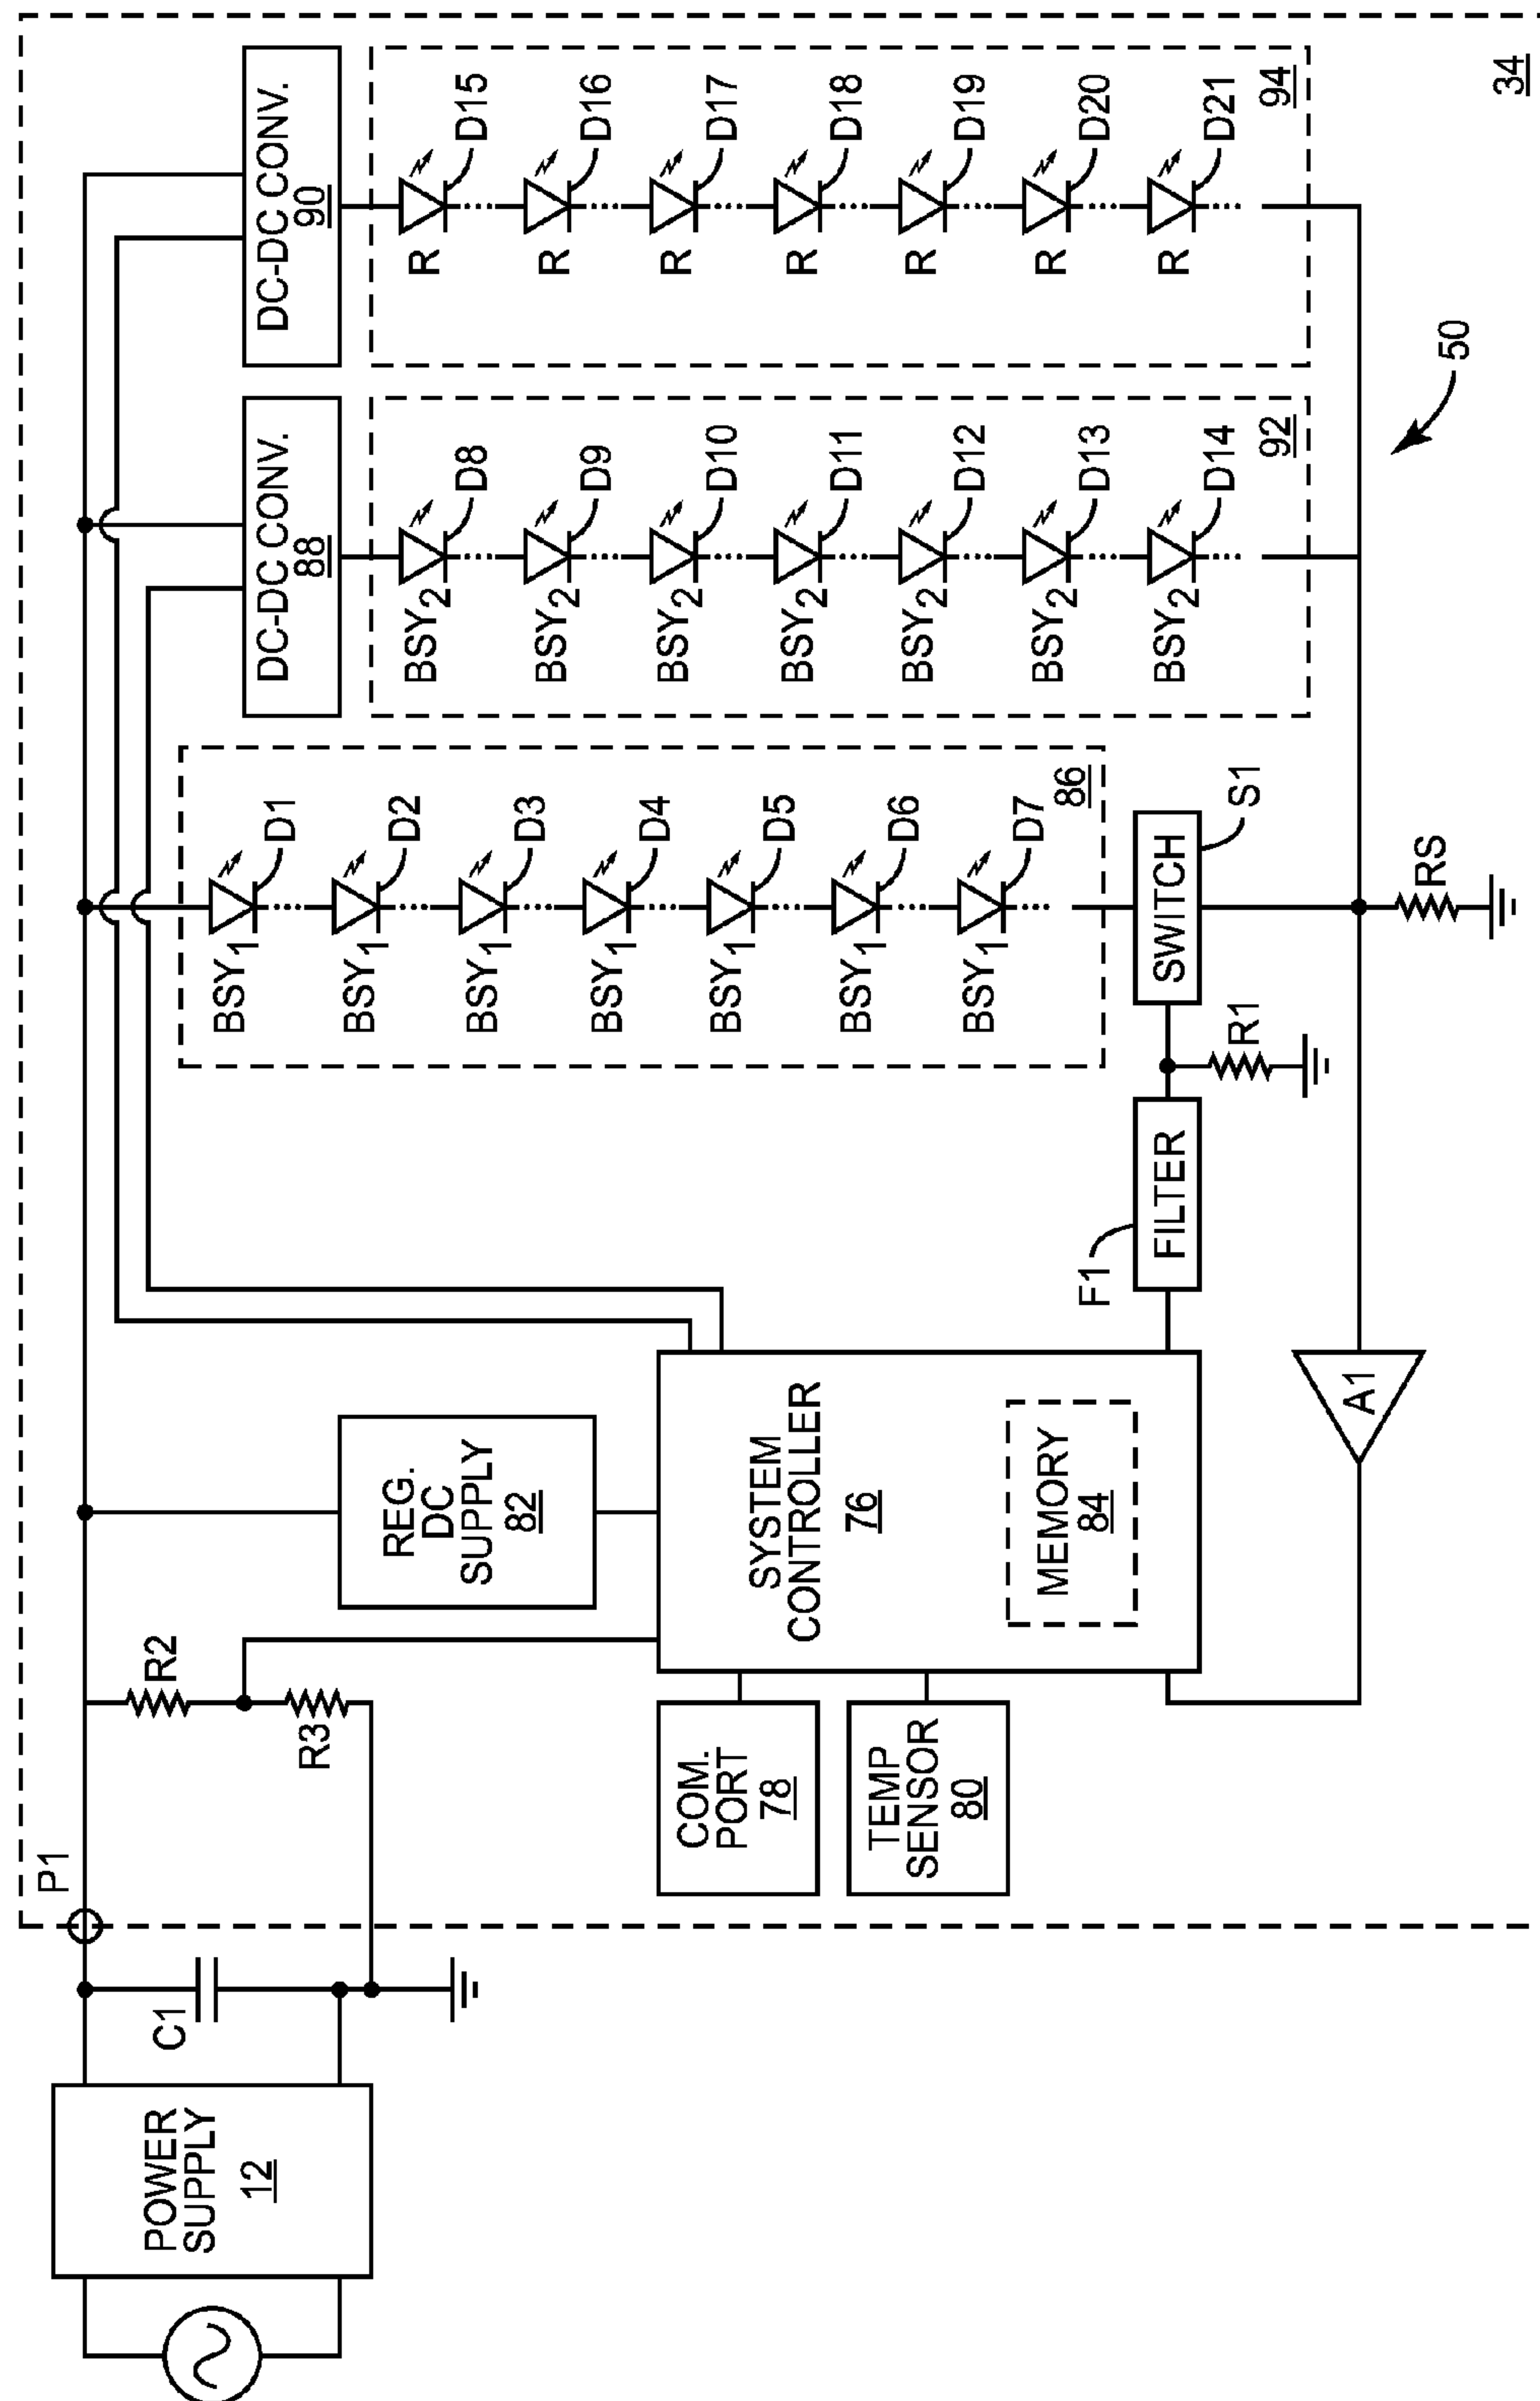 POWER
SUPPLY
12
C1
P1
R2
R3
REG.
DC
SUPPLY
82
COM.
PORT
78
TEMP
SENSOR
80
SYSTEM
CONTROLLER
76
MEMORY
84
A1
F1
FILTER
R1
SWITCH
S1
RS
BSY1
D1
BSY1
D2
BSY1
D3
BSY1
D4
BSY1
D5
BSY1
D6
BSY1
D7
86
DC-DC CONV.
88
BSY2
D8
BSY2
D9
BSY2
D10
BSY2
D11
BSY2
D12
BSY2
D13
BSY2
D14
92
DC-DC CONV.
90
R
D15
R
D16
R
D17
R
D18
R
D19
R
D20
R
D21
94
50
34